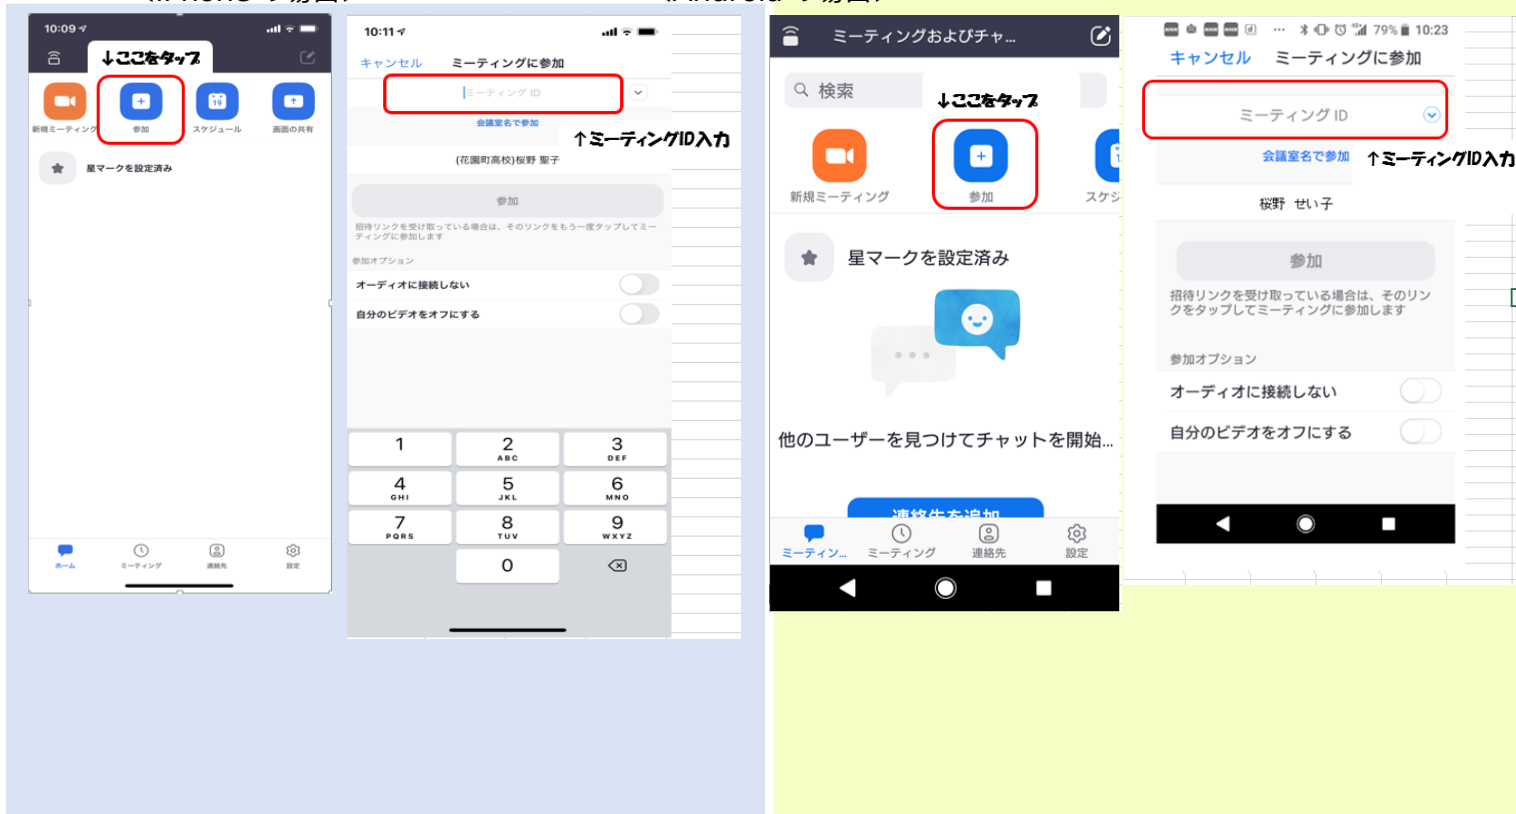 10:09
↓ここをタップ
新規ミーティング
参加
19
スケジュール
画面の共有
星マークを設定済み
ホーム
ミーティング
連絡先
設定
10:11
キャンセル
ミーティングに参加
ミーティング ID
会議室名で参加
↑ミーティングID入力
(花園町高校)桜野 聖子
参加
招待リンクを受け取っている場合は、そのリンクをもう一度タップしてミー
ティングに参加します
参加オプション
オーディオに接続しない
自分のビデオをオフにする
1
2
ABC
3
DEF
4
GHI
5
JKL
6
MNO
7
PQRS
8
TUV
9
WXYZ
0
ミーティングおよびチャ...
検索
↓ここをタップ
新規ミーティング
参加
スケジ
星マークを設定済み
他のユーザーを見つけてチャットを開始...
連絡先を追加
ミーティン...
ミーティング
連絡先
設定
79% 10:23
キャンセル
ミーティングに参加
ミーティング ID
会議室名で参加
↑ミーティングID入力
桜野 せい子
参加
招待リンクを受け取っている場合は、そのリン
クをタップしてミーティングに参加します
参加オプション
オーディオに接続しない
自分のビデオをオフにする